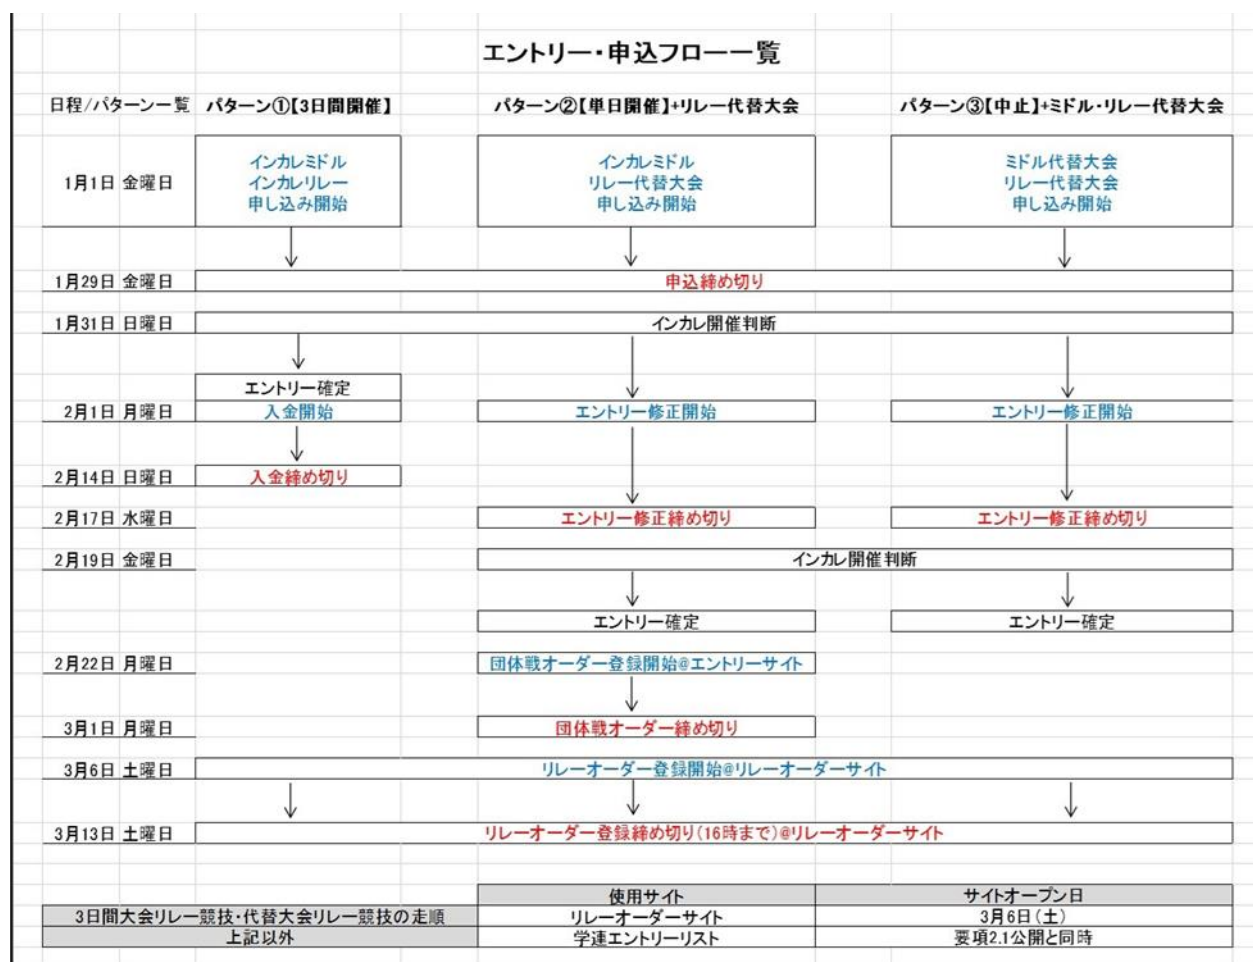 エントリー・申込フロー一覧
日程/パターン一覧 パターン①【3日間開催】 パターン②【単日開催】+リレー代替大会 パターン③【中止】+ミドル・リレー代替大会
1月1日 金曜日
インカレミドル
インカレリレー
申し込み開始
インカレミドル
リレー代替大会
申し込み開始
ミドル代替大会
リレー代替大会
申し込み開始
1月29日 金曜日 申込締め切り
1月31日 日曜日 インカレ開催判断
エントリー確定
2月1日 月曜日 入金開始 エントリー修正開始 エントリー修正開始
2月14日 日曜日 入金締め切り
2月17日 水曜日 エントリー修正締め切り エントリー修正締め切り
2月19日 金曜日 インカレ開催判断
エントリー確定 エントリー確定
2月22日 月曜日 団体戦オーダー登録開始@エントリーサイト
3月1日 月曜日 団体戦オーダー締め切り
3月6日 土曜日 リレーオーダー登録開始@リレーオーダーサイト
3月13日 土曜日 リレーオーダー登録締め切り(16時まで)@リレーオーダーサイト
使用サイト サイトオープン日
3日間大会リレー競技・代替大会リレー競技の走順 リレーオーダーサイト 3月6日(土)
上記以外 学連エントリーリスト 要項2.1公開と同時